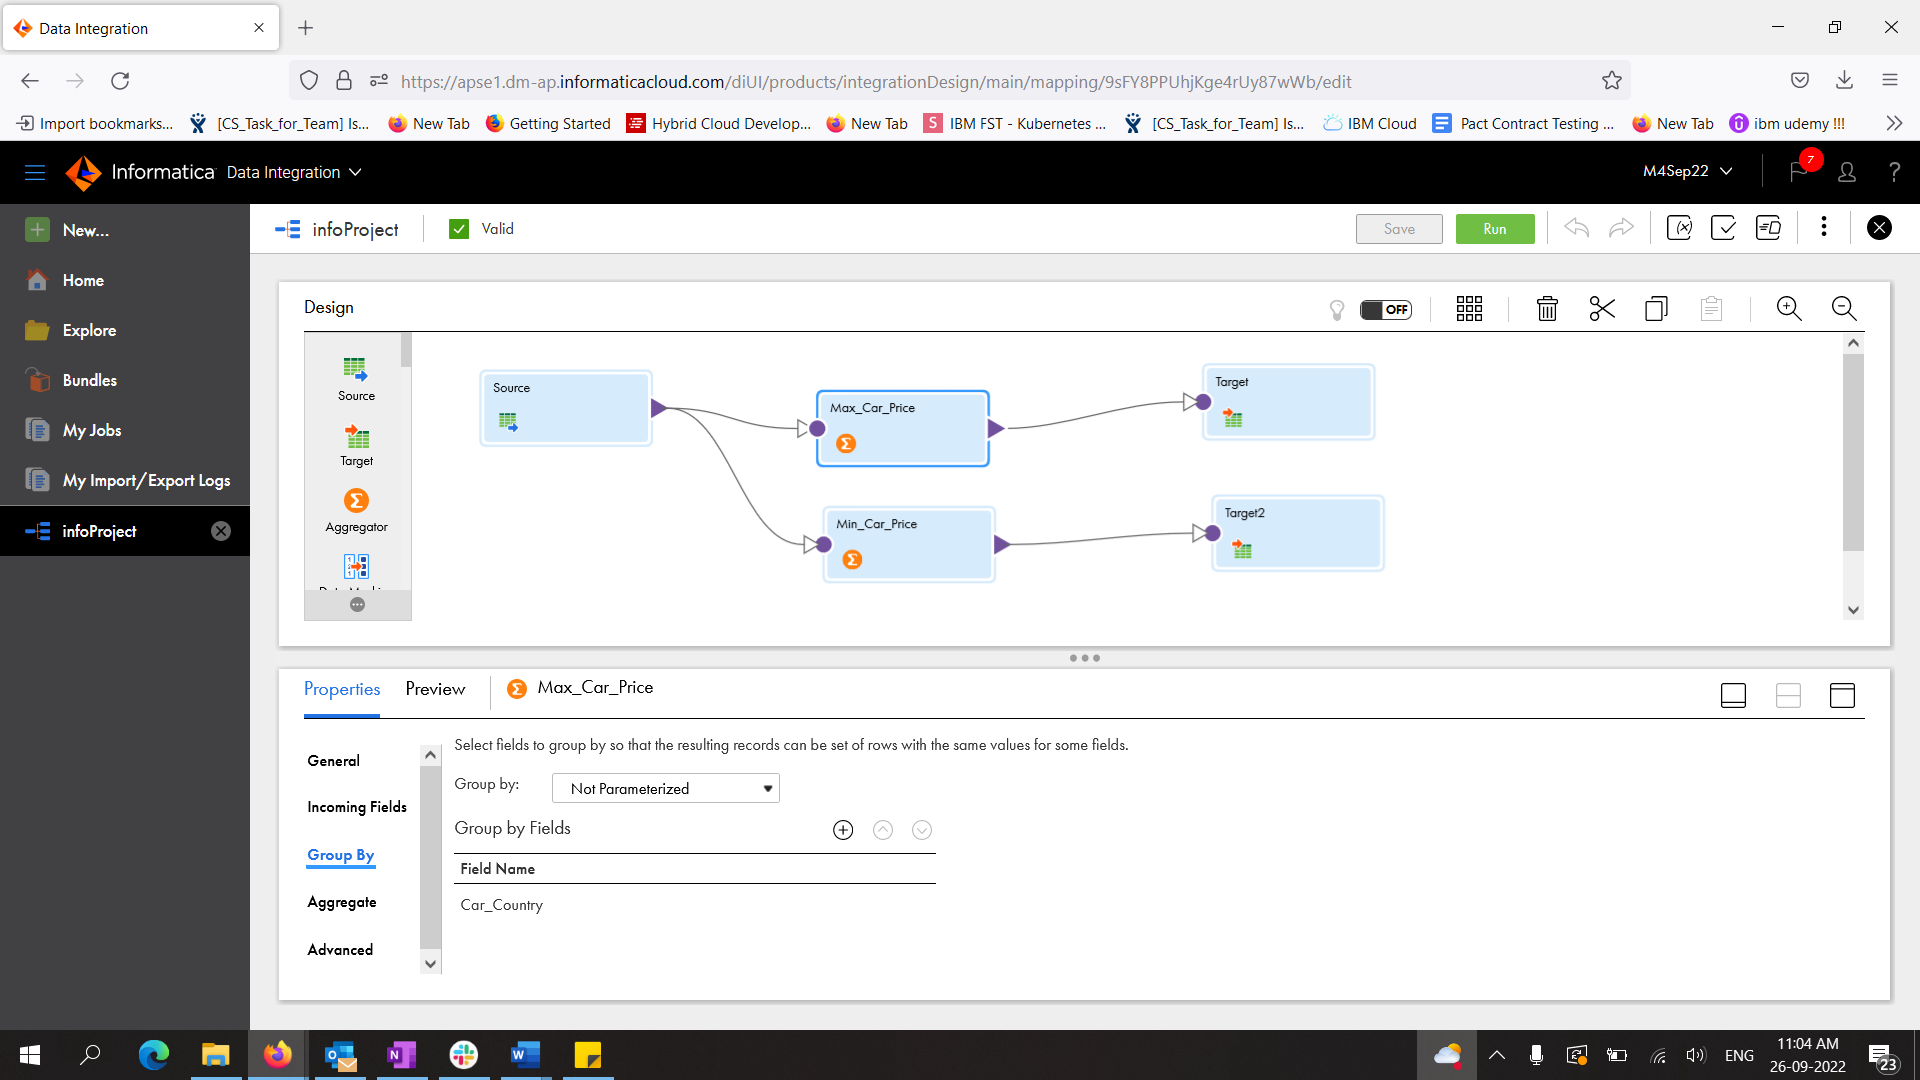 Data Integration
https://apse1.dm-ap.informaticacloud.com/diUI/products/integrationDesign/main/mapping/9sFY8PPUhjKge4rUy87wWb/edit
Import bookmarks... [CS_Task_for_Team] Is... New Tab Getting Started Hybrid Cloud Develop... New Tab S IBM FST - Kubernetes ... [CS_Task_for_Team] Is... IBM Cloud Pact Contract Testing ... New Tab ibm udemy !!!
Informatica Data Integration M4Sep22 7 ?
New...
Home
Explore
Bundles
My Jobs
My Import/Export Logs
infoProject
infoProject Valid Save Run
Design OFF
Source
Target
Aggregator
Source
Max_Car_Price
Target
Min_Car_Price
Target2
Properties Preview Max_Car_Price
General
Incoming Fields
Group By
Aggregate
Advanced
Select fields to group by so that the resulting records can be set of rows with the same values for some fields.
Group by: Not Parameterized
Group by Fields
Field Name
Car_Country
ENG 11:04 AM
26-09-2022
23